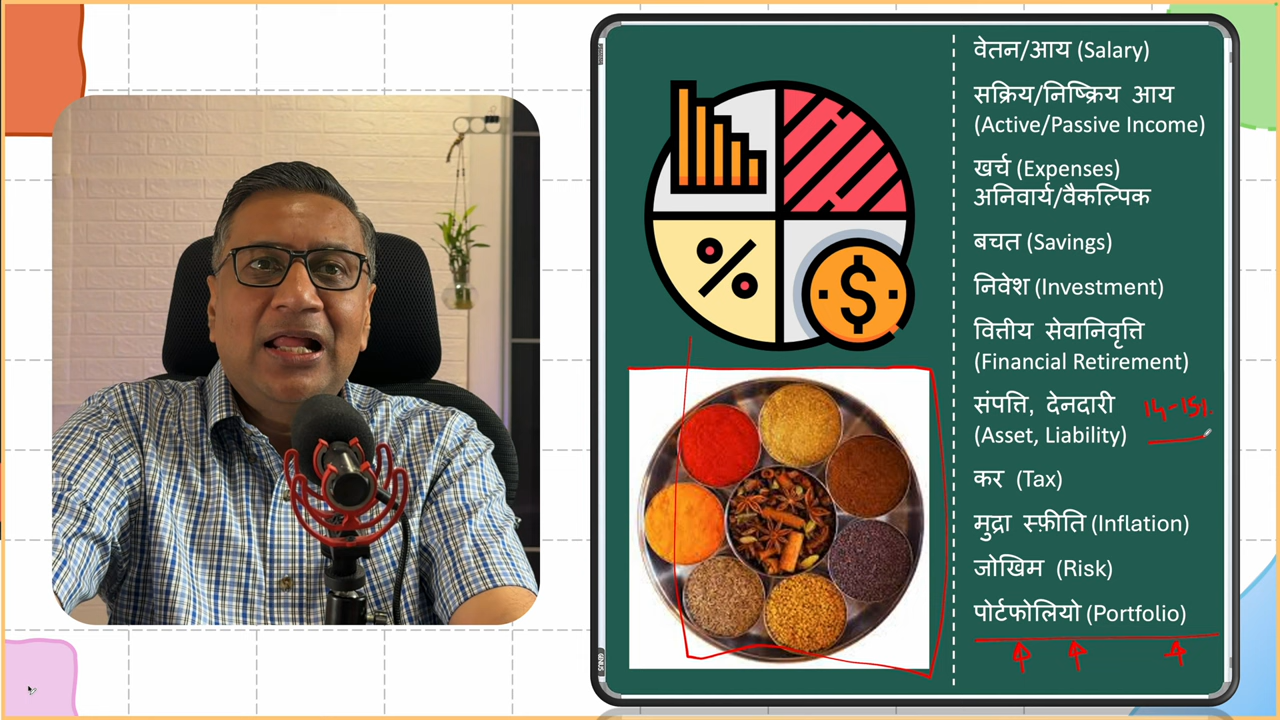 वेतन/आय (Salary)
सक्रिय/निष्क्रिय आय
(Active/Passive Income)
खर्च (Expenses)
अनिवार्य/वैकल्पिक
बचत (Savings)
निवेश (Investment)
वित्तीय सेवानिवृत्ति
(Financial Retirement)
संपत्ति, देनदारी
(Asset, Liability)
14-15%
कर (Tax)
मुद्रा स्फ़ीति (Inflation)
जोखिम (Risk)
पोर्टफोलियो (Portfolio)
%
$